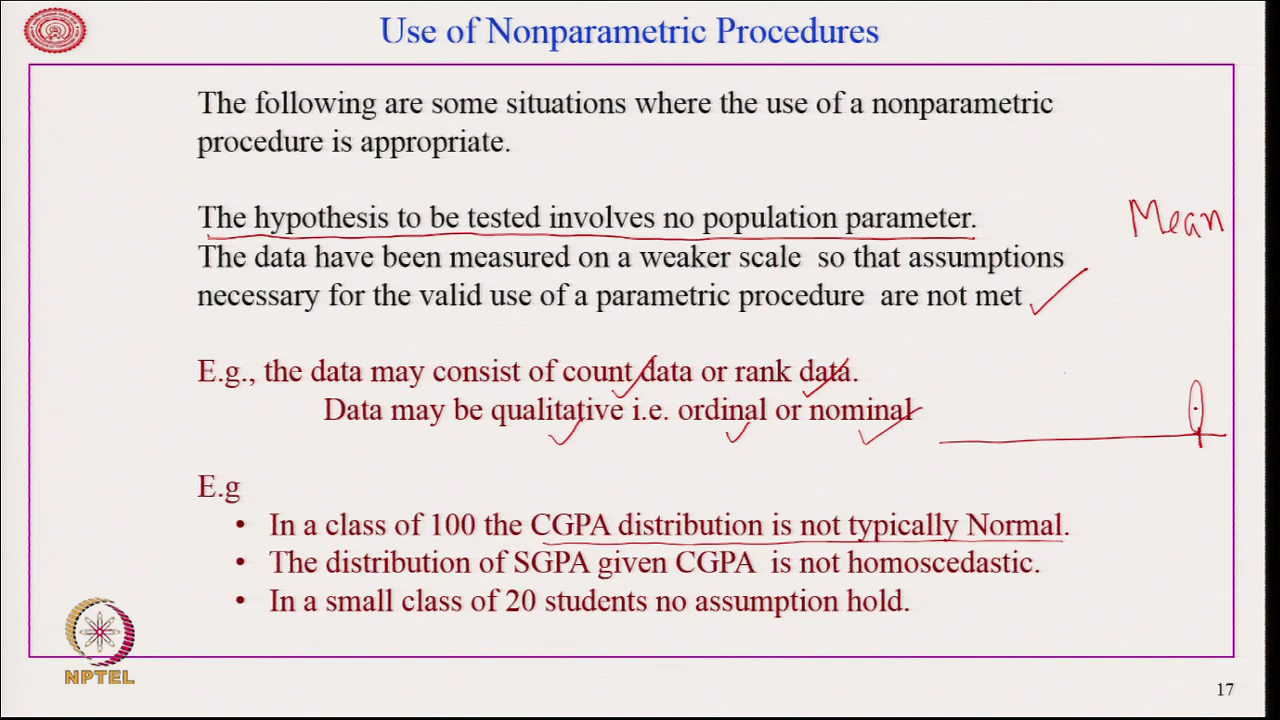 Use of Nonparametric Procedures
The following are some situations where the use of a nonparametric
procedure is appropriate.
The hypothesis to be tested involves no population parameter.
Mean
The data have been measured on a weaker scale so that assumptions
necessary for the valid use of a parametric procedure are not met
E.g., the data may consist of count data or rank data.
Data may be qualitative i.e. ordinal or nominal
E.g
• In a class of 100 the CGPA distribution is not typically Normal.
• The distribution of SGPA given CGPA is not homoscedastic.
• In a small class of 20 students no assumption hold.
NPTEL
17